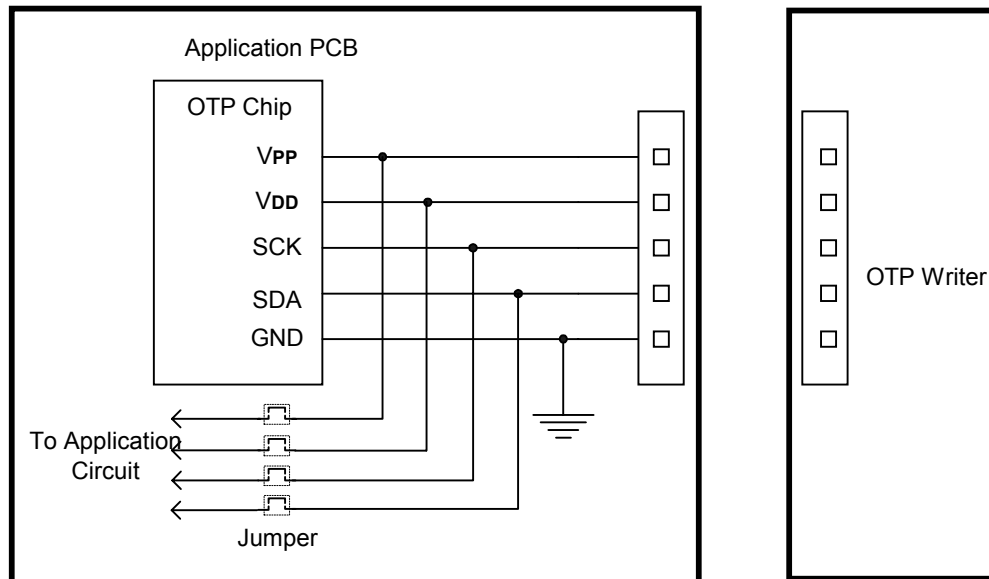 Application PCB
OTP Chip
VPP
VDD
SCK
SDA
GND
OTP Writer
To Application
Circuit
Jumper